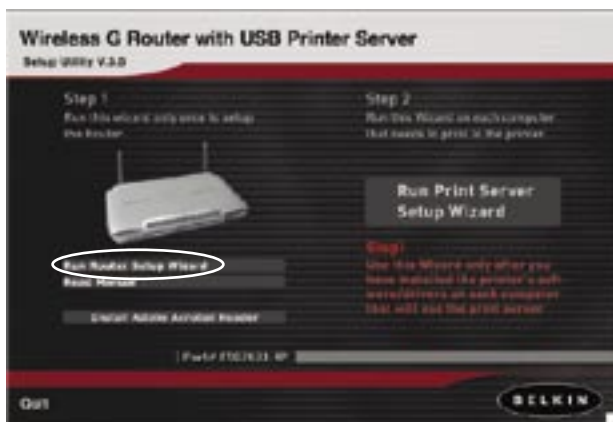 Wireless G Router with USB Printer Server
Setup Utility V.3.0
Step 1
Run this wizard only once to setup
the Router
Step 2
Run this Wizard on each computer
that needs to print to the printer
Run Print Server
Setup Wizard
Stop!
Use this Wizard only after you
have installed the printer's soft
ware/drivers on each computer
that will use the print server
Run Router Setup Wizard
Read Manual
Install Adobe Acrobat Reader
Part#
Quit
BELKIN